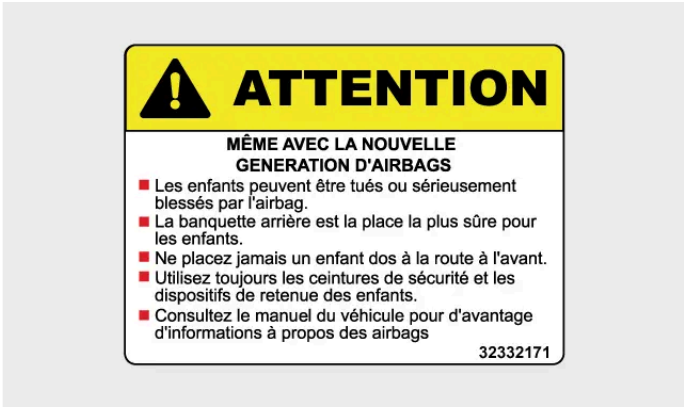 ATTENTION
MÊME AVEC LA NOUVELLE
GENERATION D'AIRBAGS
Les enfants peuvent être tués ou sérieusement
blessés par l'airbag.
La banquette arrière est la place la plus sûre pour
les enfants.
Ne placez jamais un enfant dos à la route à l'avant.
Utilisez toujours les ceintures de sécurité et les
dispositifs de retenue des enfants.
Consultez le manuel du véhicule pour d'avantage
d'informations à propos des airbags
32332171